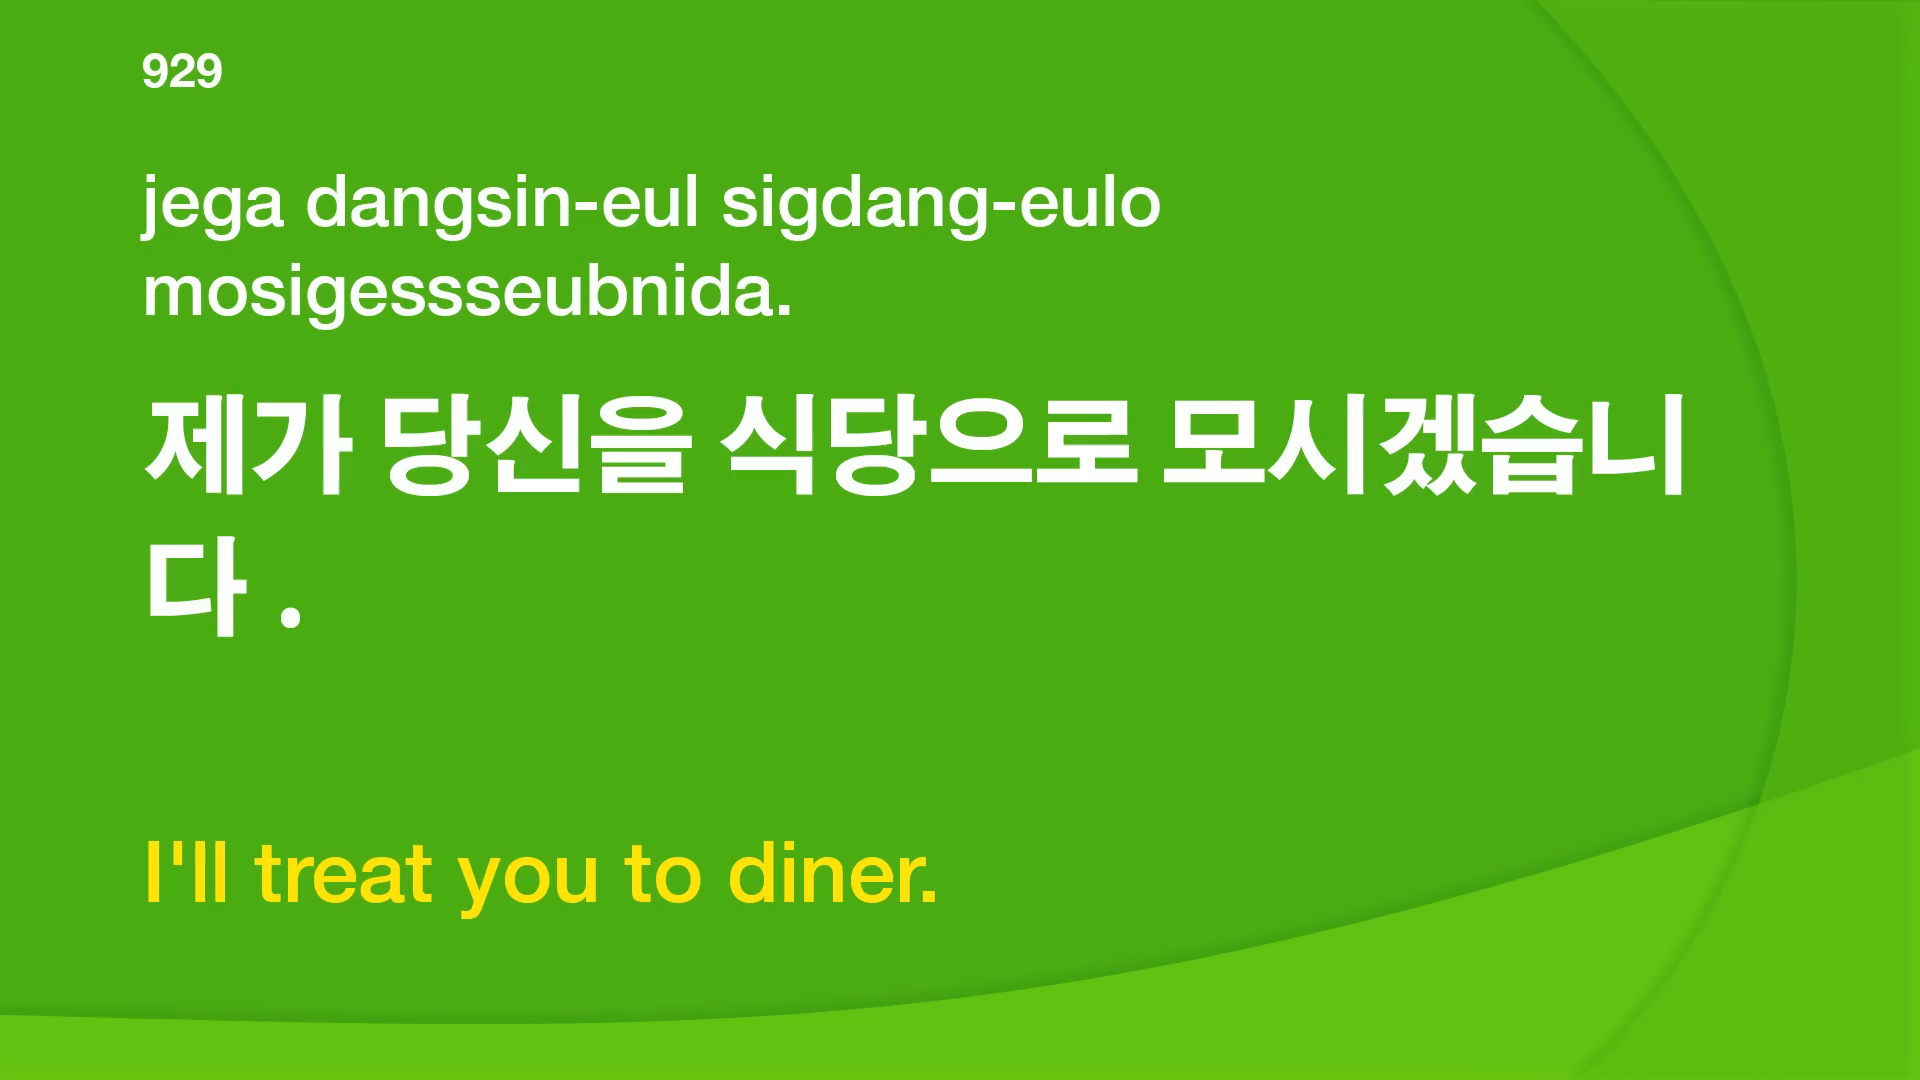 929
jega dangsin-eul sigdang-eulo
mosigessseubnida.
제가 당신을 식당으로 모시겠습니
다 .
I'll treat you to diner.